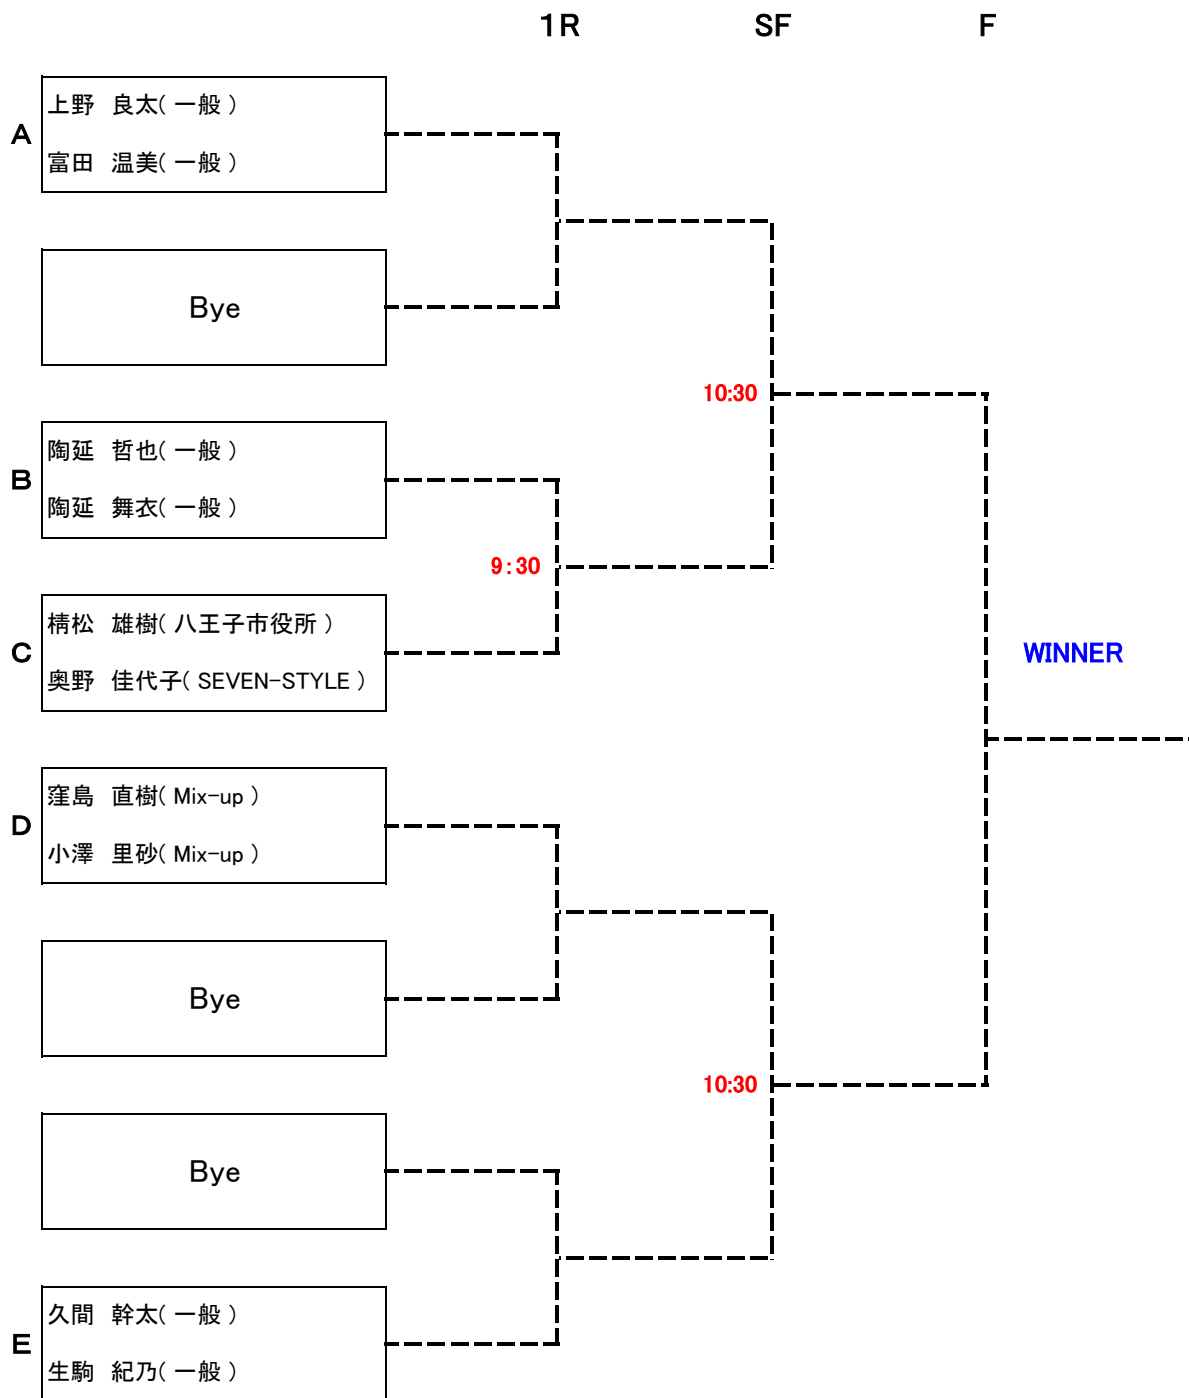 1R SF F
上野 良太( 一般 )
A
富田 温美( 一般 )
Bye
10:30
陶延 哲也( 一般 )
B
陶延 舞衣( 一般 )
9:30
楕松 雄樹( 八王子市役所 )
C
WINNER
奥野 佳代子( SEVEN-STYLE )
窪島 直樹( Mix-up )
D
小澤 里砂( Mix-up )
Bye
10:30
Bye
久間 幹太( 一般 )
E
生駒 紀乃( 一般 )